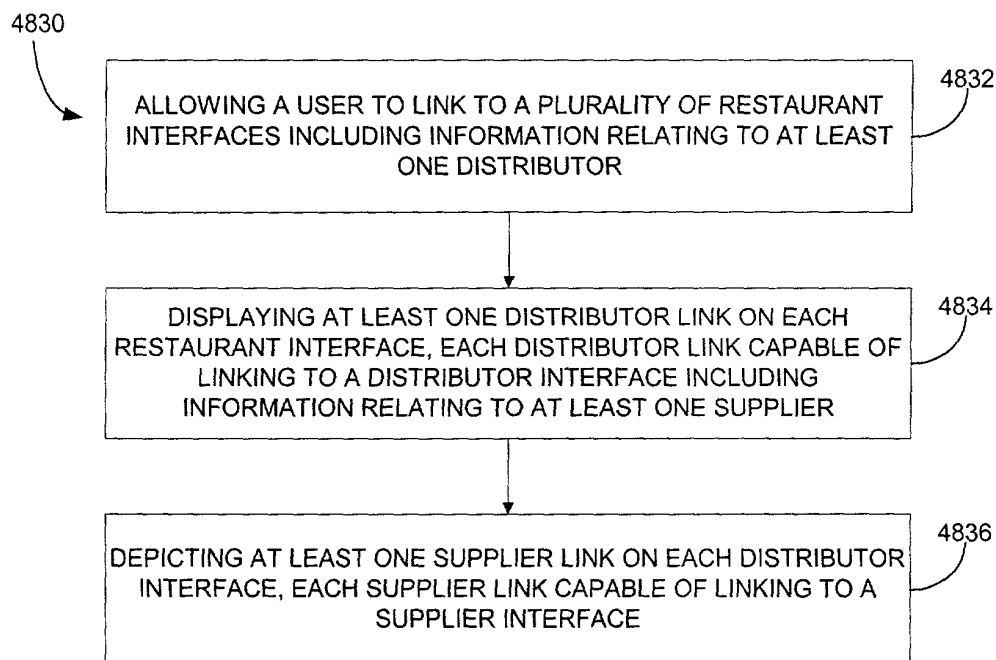 4830
4832
ALLOWING A USER TO LINK TO A PLURALITY OF RESTAURANT
INTERFACES INCLUDING INFORMATION RELATING TO AT LEAST
ONE DISTRIBUTOR
4834
DISPLAYING AT LEAST ONE DISTRIBUTOR LINK ON EACH
RESTAURANT INTERFACE, EACH DISTRIBUTOR LINK CAPABLE OF
LINKING TO A DISTRIBUTOR INTERFACE INCLUDING
INFORMATION RELATING TO AT LEAST ONE SUPPLIER
4836
DEPICTING AT LEAST ONE SUPPLIER LINK ON EACH DISTRIBUTOR
INTERFACE, EACH SUPPLIER LINK CAPABLE OF LINKING TO A
SUPPLIER INTERFACE